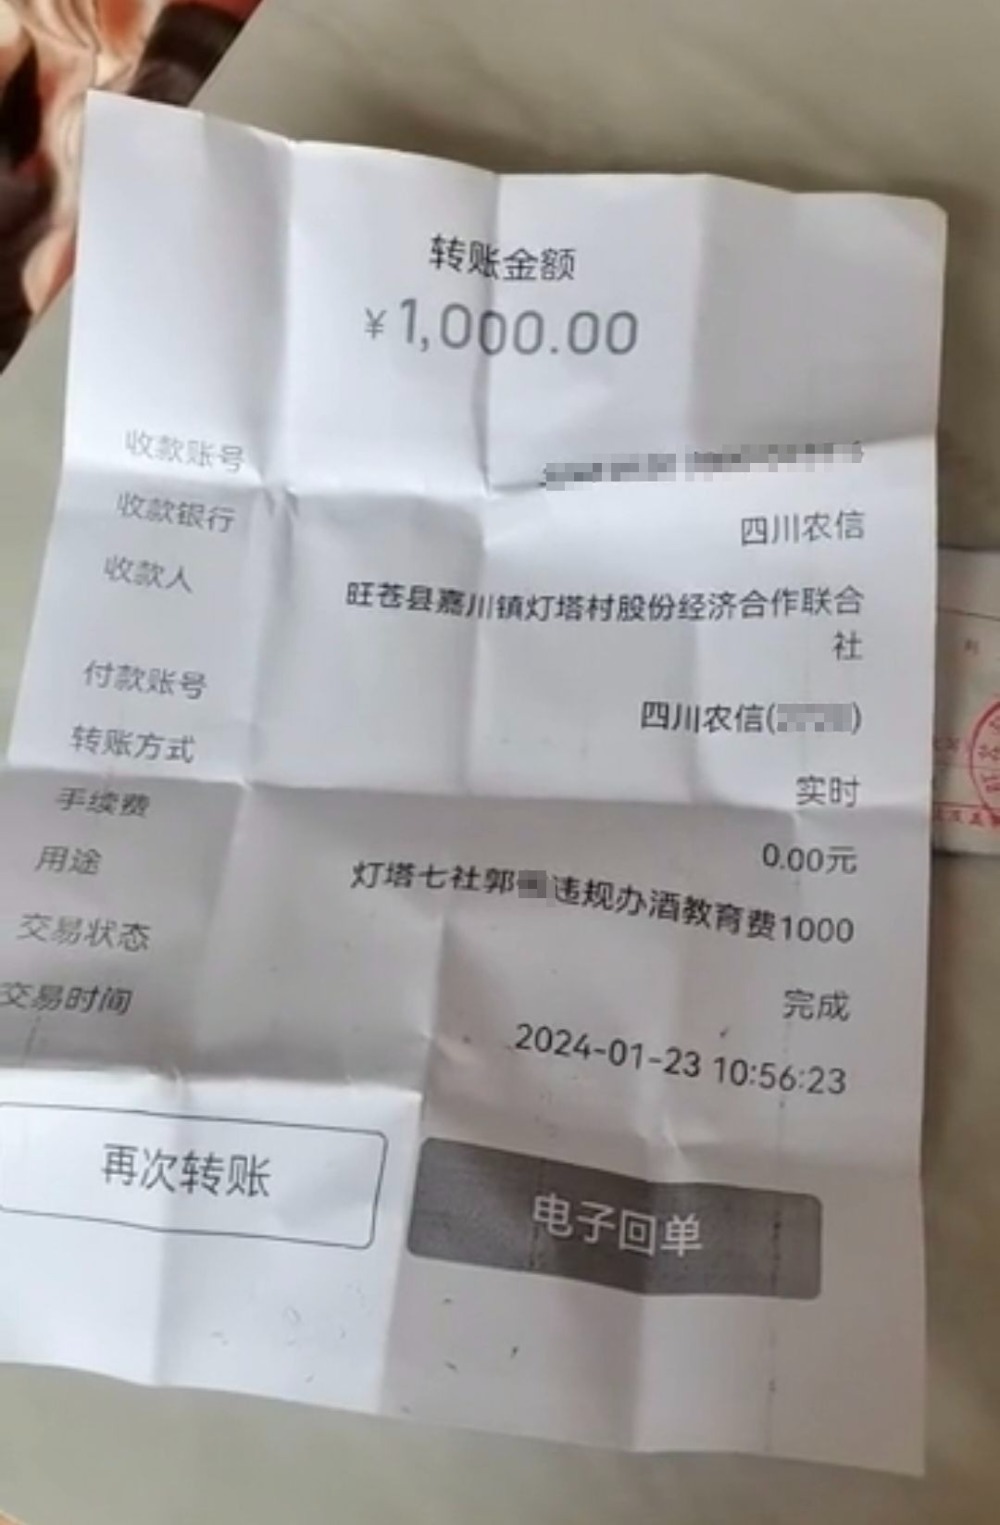 转账金额
¥1,000.00
收款账号
收款银行 四川农信
收款人 旺苍县嘉川镇灯塔村股份经济合作联合
社
付款账号 四川农信( )
转账方式 实时
手续费 0.00元
用途 灯塔七社郭 违规办酒教育费1000
交易状态 完成
交易时间 2024-01-23 10:56:23
再次转账 电子回单